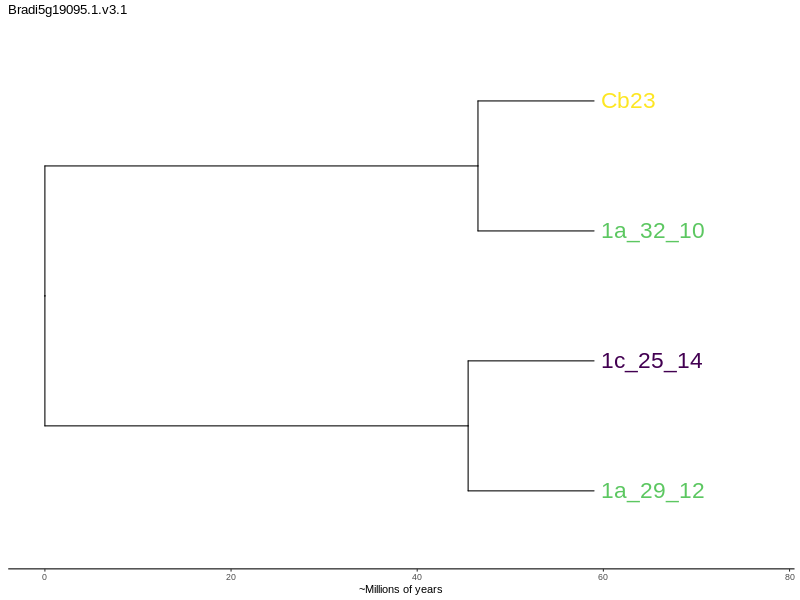 Bradi5g19095.1.v3.1
Cb23
1a_32_10
1c_25_14
1a_29_12
0 20 40 60 80
~Millions of years